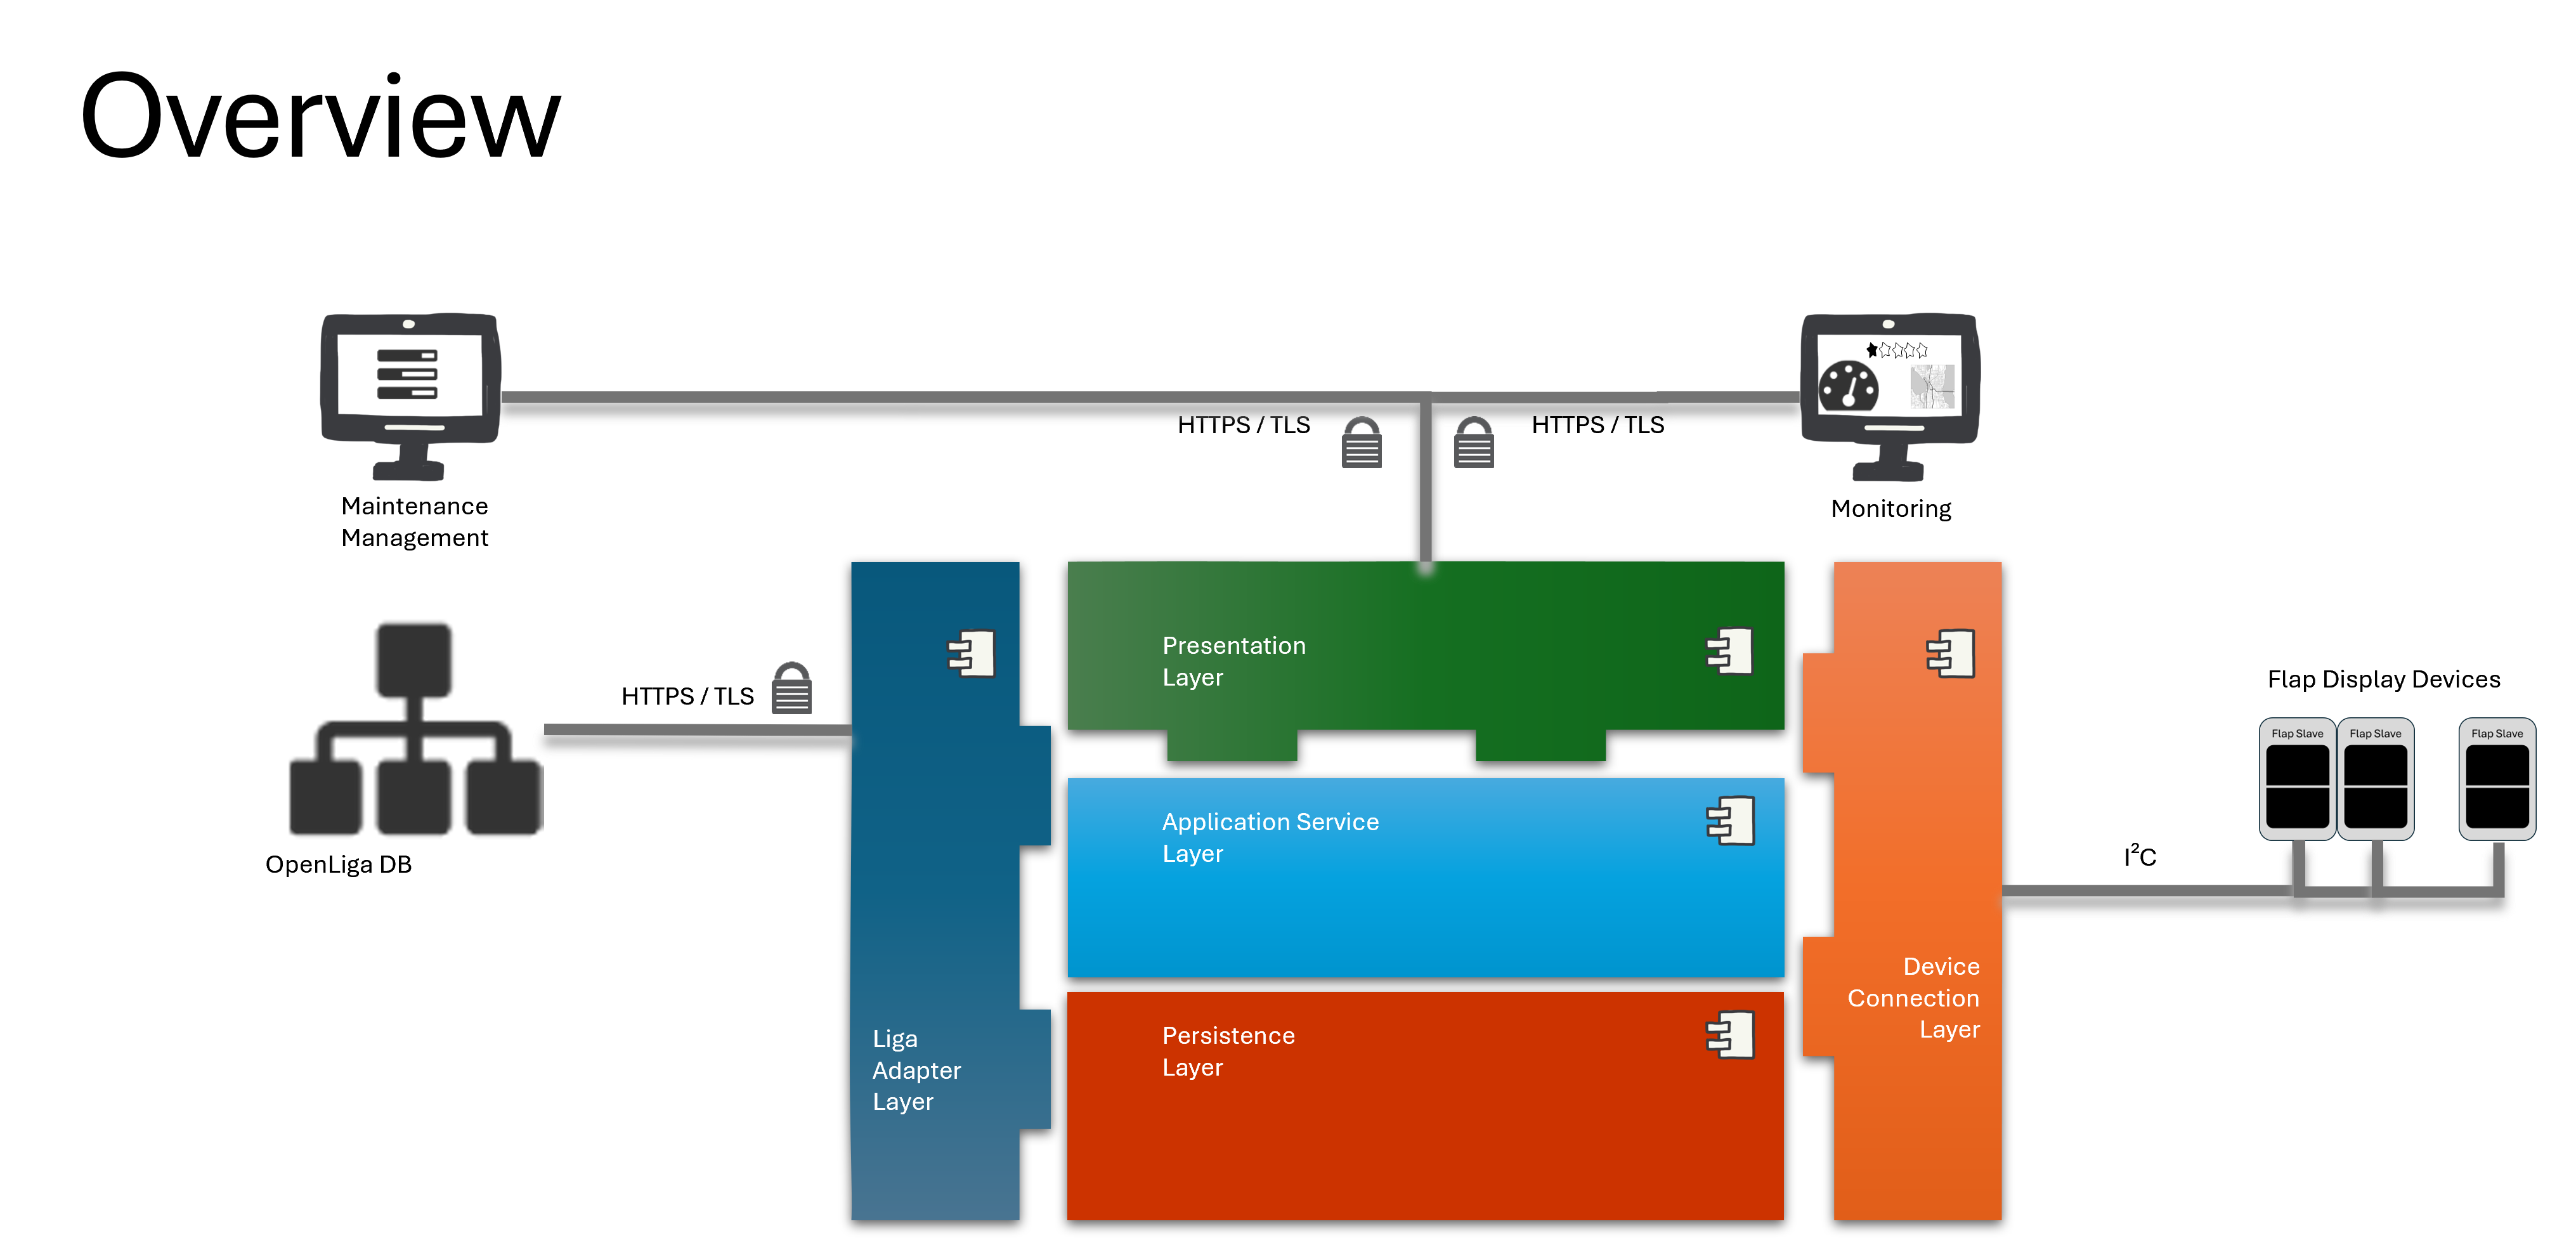 Overview
HTTPS / TLS
HTTPS / TLS
Maintenance
Management
Monitoring
HTTPS / TLS
OpenLiga DB
Liga
Adapter
Layer
Presentation
Layer
Application Service
Layer
Persistence
Layer
Device
Connection
Layer
I²C
Flap Display Devices
Flap Slave
Flap Slave
Flap Slave